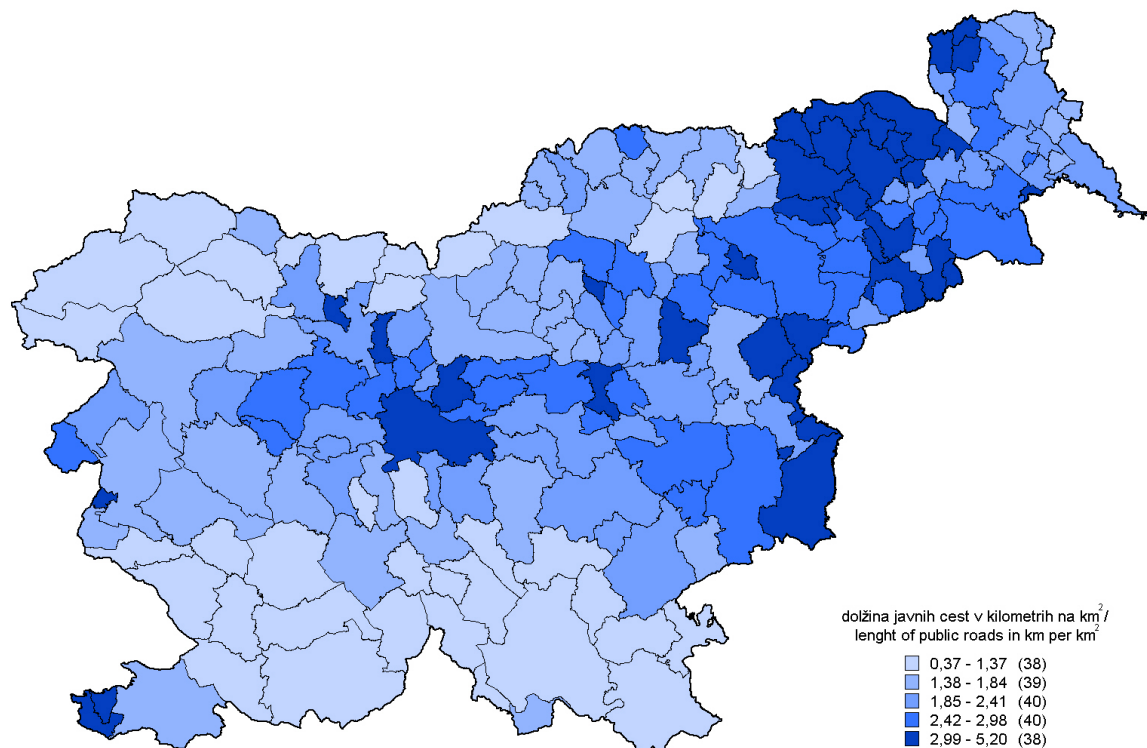 dolžina javnih cest v kilometrih na km²/
lenght of public roads in km per km²
0,37 - 1,37 (38)
1,38 - 1,84 (39)
1,85 - 2,41 (40)
2,42 - 2,98 (40)
2,99 - 5,20 (38)